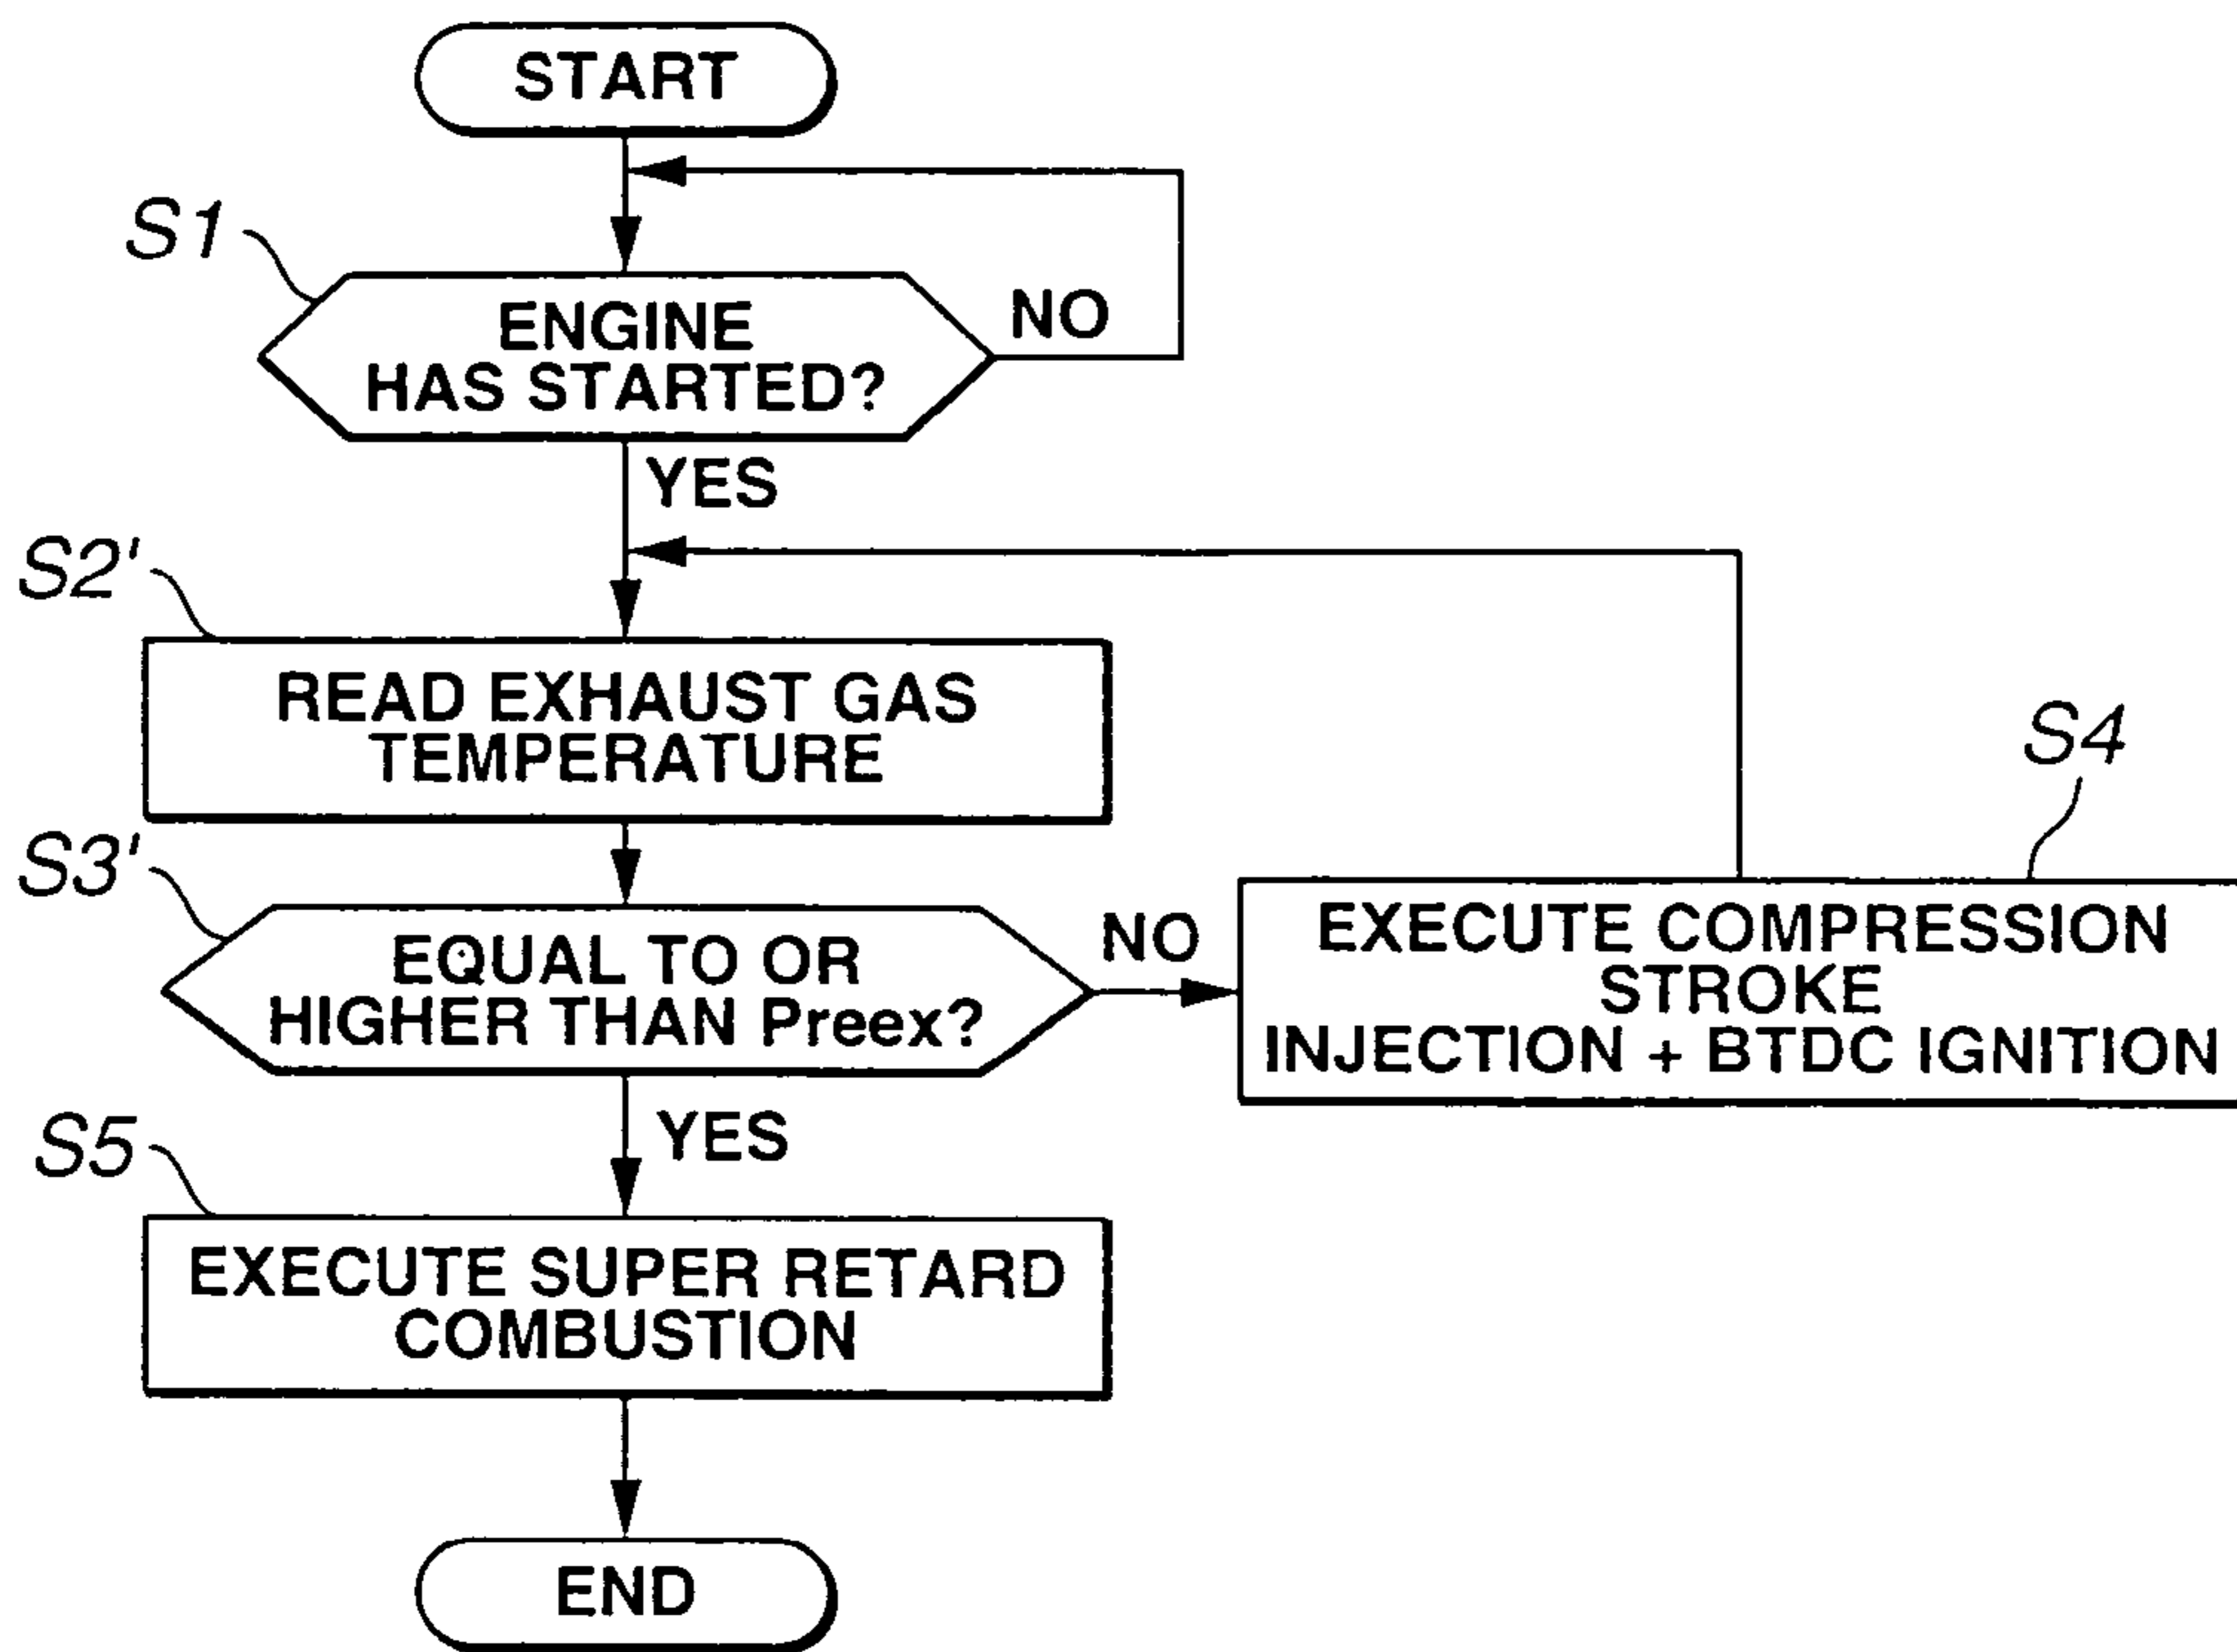 START
S1
ENGINE
HAS STARTED?
NO
YES
S2'
READ EXHAUST GAS
TEMPERATURE
S3'
EQUAL TO OR
HIGHER THAN Preex?
NO
S4
EXECUTE COMPRESSION
STROKE
INJECTION + BTDC IGNITION
YES
S5
EXECUTE SUPER RETARD
COMBUSTION
END